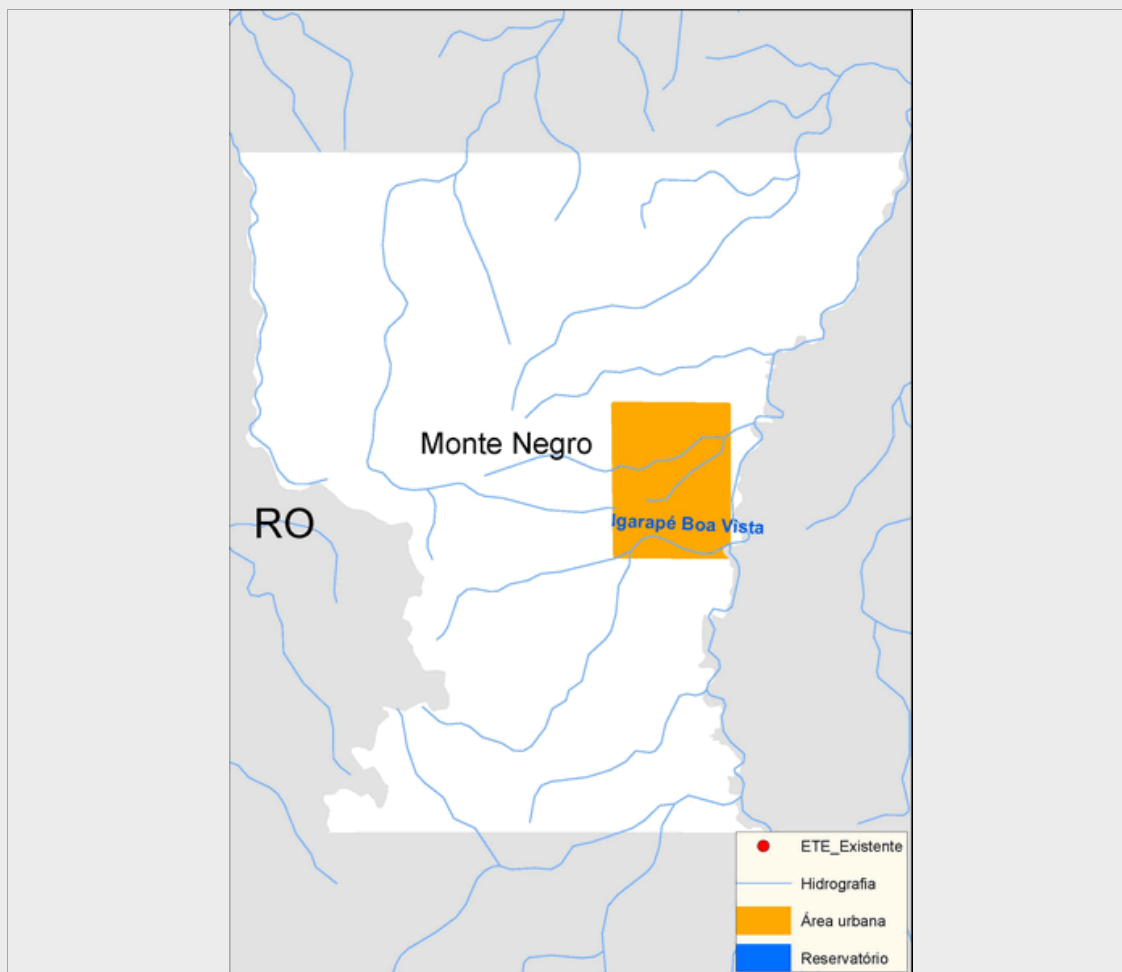 Monte Negro
RO
Igarapé Boa Vista
ETE_Existente
Hidrografia
Área urbana
Reservatório